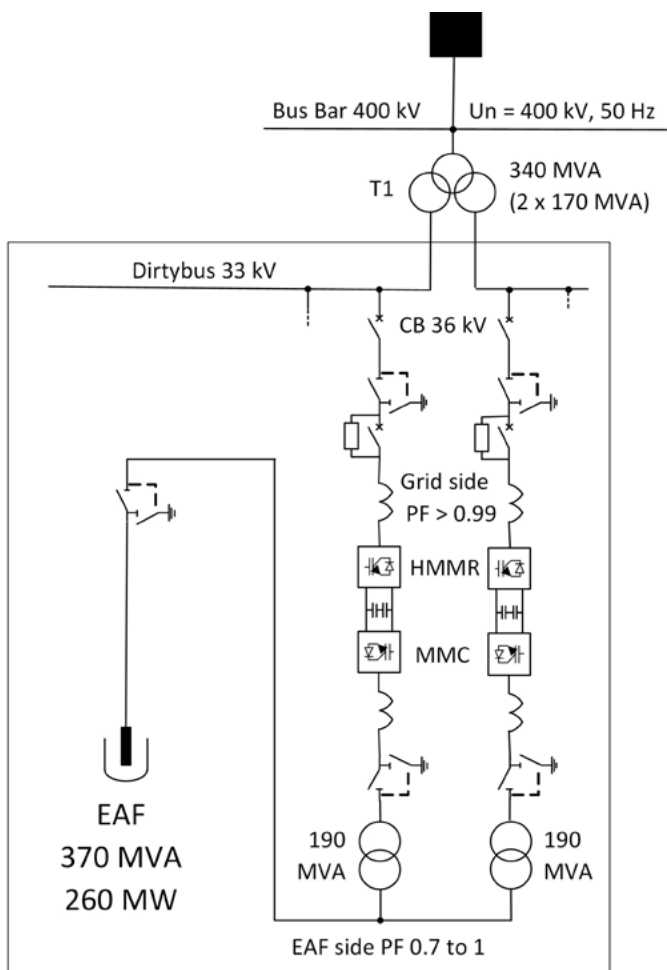 Bus Bar 400 kV
Un = 400 kV, 50 Hz
T1
340 MVA
(2 x 170 MVA)
Dirtybus 33 kV
CB 36 kV
Grid side
PF > 0.99
HMMR
MMC
EAF
370 MVA
260 MW
190
MVA
190
MVA
EAF side PF 0.7 to 1